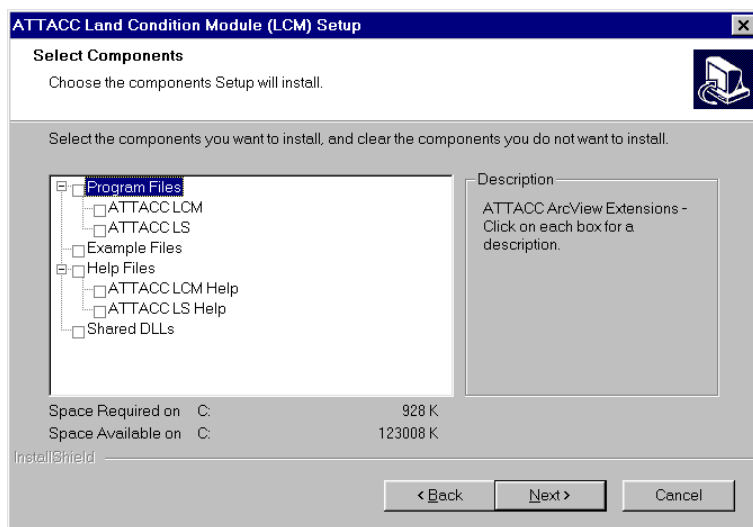 ATTACC Land Condition Module (LCM) Setup
Select Components
Choose the components Setup will install.
Select the components you want to install, and clear the components you do not want to install.
Program Files
ATTACC LCM
ATTACC LS
Example Files
Help Files
ATTACC LCM Help
ATTACC LS Help
Shared DLLs
Description
ATTACC ArcView Extensions -
Click on each box for a
description.
Space Required on C: 928 K
Space Available on C: 123008 K
InstallShield
< Back Next > Cancel